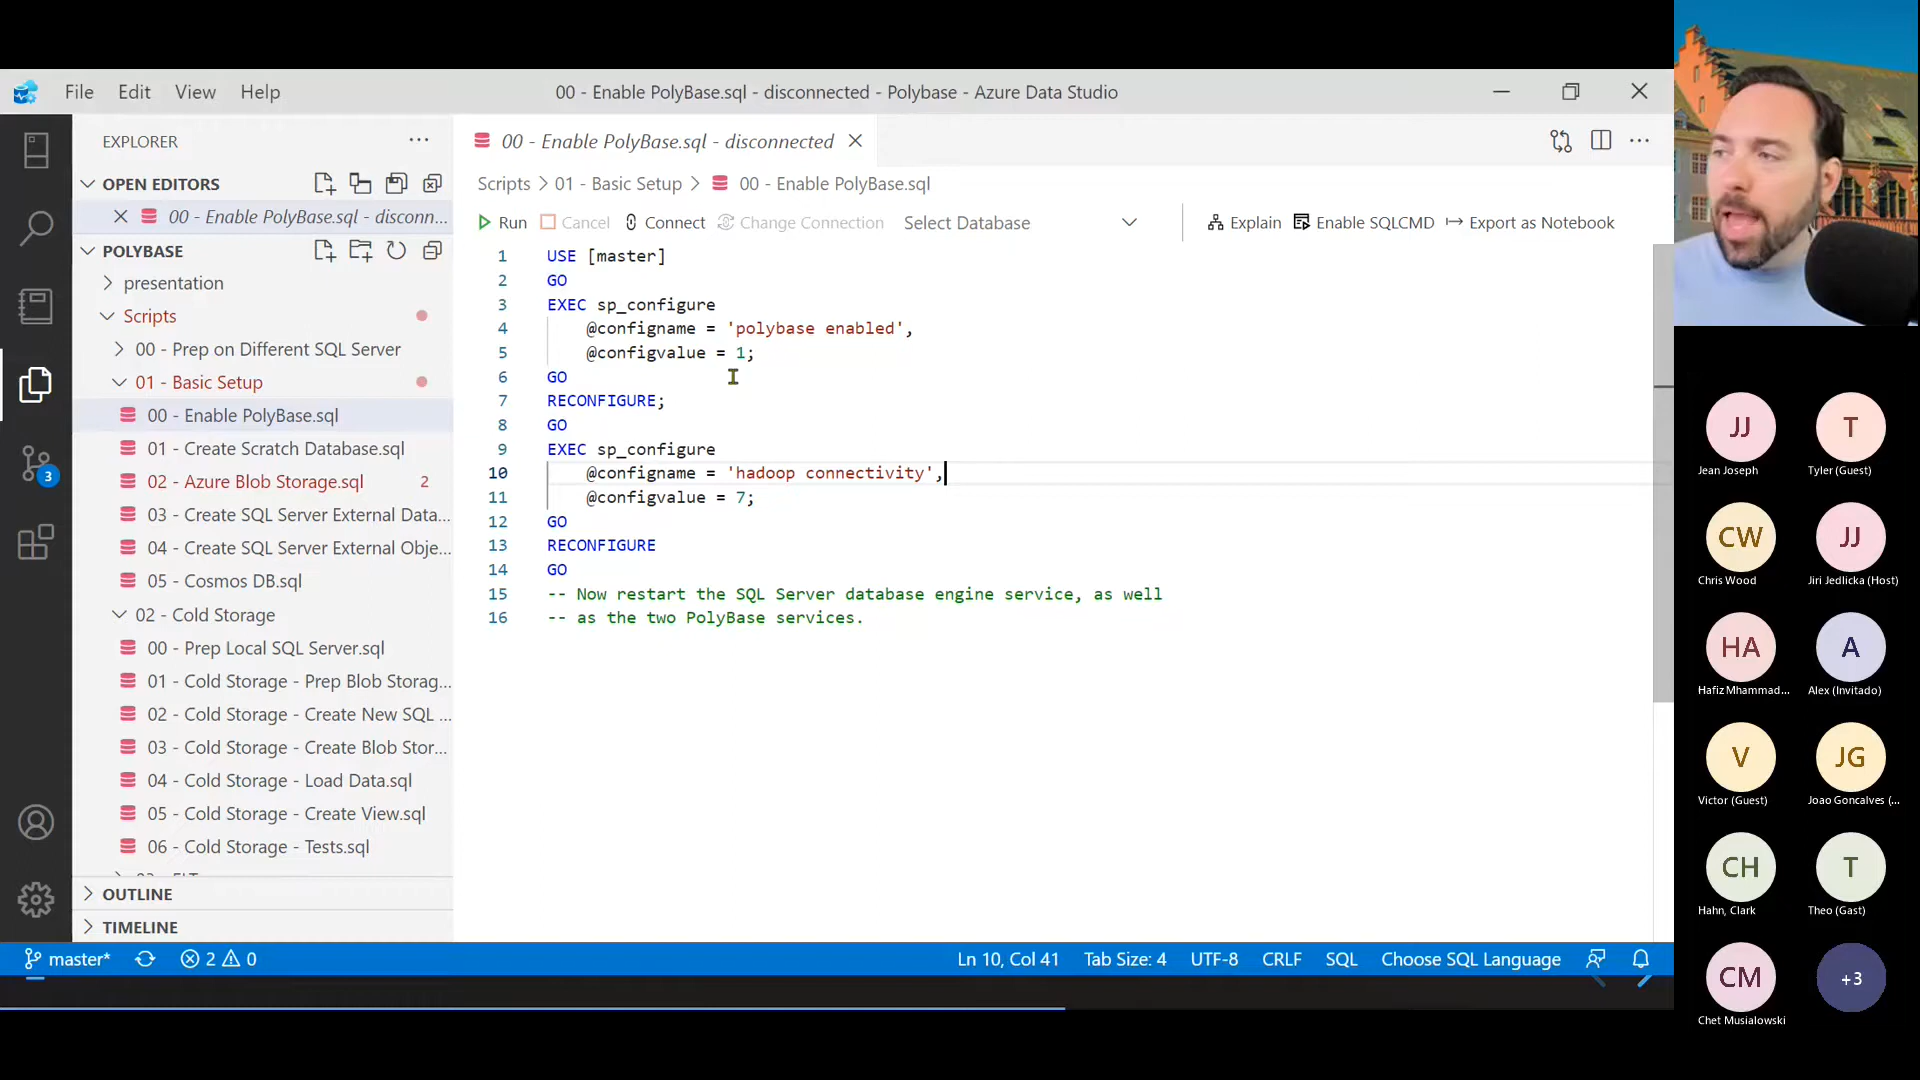 File Edit View Help
00 - Enable PolyBase.sql - disconnected - Polybase - Azure Data Studio
EXPLORER
OPEN EDITORS
00 - Enable PolyBase.sql - disconn...
POLYBASE
presentation
Scripts
00 - Prep on Different SQL Server
01 - Basic Setup
00 - Enable PolyBase.sql
01 - Create Scratch Database.sql
02 - Azure Blob Storage.sql 2
03 - Create SQL Server External Data...
04 - Create SQL Server External Obje...
05 - Cosmos DB.sql
02 - Cold Storage
00 - Prep Local SQL Server.sql
01 - Cold Storage - Prep Blob Storag...
02 - Cold Storage - Create New SQL ...
03 - Cold Storage - Create Blob Stor...
04 - Cold Storage - Load Data.sql
05 - Cold Storage - Create View.sql
06 - Cold Storage - Tests.sql
OUTLINE
TIMELINE
3
00 - Enable PolyBase.sql - disconnected
Scripts > 01 - Basic Setup > 00 - Enable PolyBase.sql
Run Cancel Connect Change Connection Select Database Explain Enable SQLCMD Export as Notebook
1 USE [master]
2 GO
3 EXEC sp_configure
4 @configname = 'polybase enabled',
5 @configvalue = 1;
6 GO
7 RECONFIGURE;
8 GO
9 EXEC sp_configure
10 @configname = 'hadoop connectivity',
11 @configvalue = 7;
12 GO
13 RECONFIGURE
14 GO
15 -- Now restart the SQL Server database engine service, as well
16 -- as the two PolyBase services.
master* 2 0 Ln 10, Col 41 Tab Size: 4 UTF-8 CRLF SQL Choose SQL Language
JJ T
Jean Joseph Tyler (Guest)
CW JJ
Chris Wood Jiri Jedlicka (Host)
HA A
Hafiz Mhammad... Alex (Invitado)
V JG
Victor (Guest) Joao Goncalves (...
CH T
Hahn, Clark Theo (Gast)
CM +3
Chet Musialowski